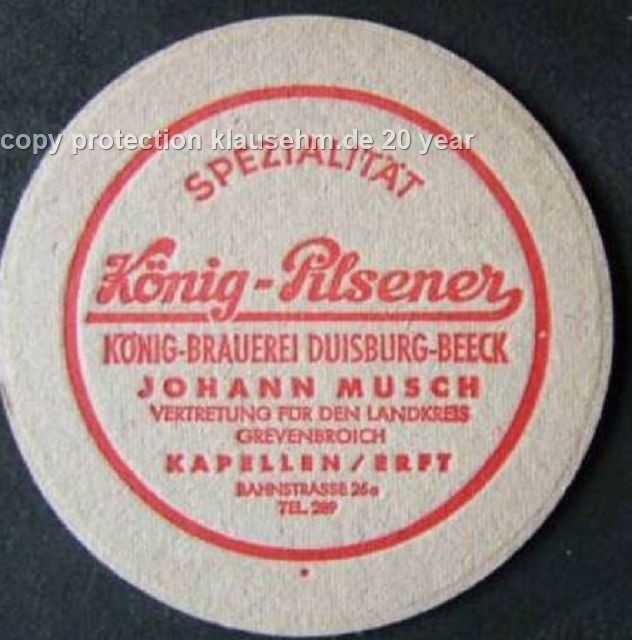 copy protection klausehm.de 20 year
SPEZIALITÄT
König-Pilsener
KÖNIG-BRAUEREI DUISBURG-BEECK
JOHANN MUSCH
VERTRETUNG FÜR DEN LANDKREIS
GREVENBROICH
KAPELLEN/ERFT
BAHNSTRASSE 26a
TEL. 289